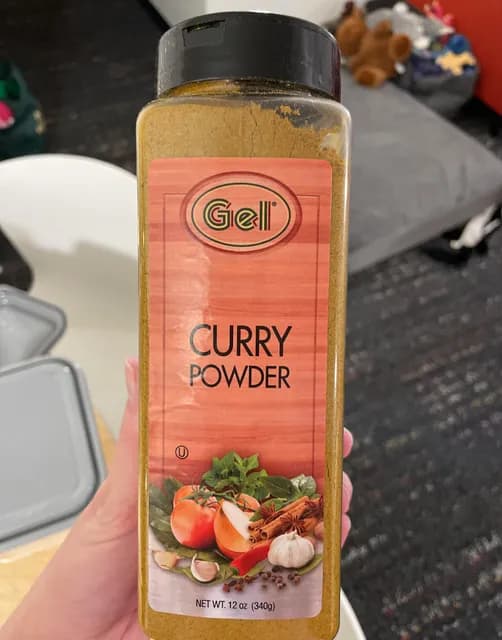 Gel®
CURRY
POWDER
U
NET WT. 12 oz (340g)